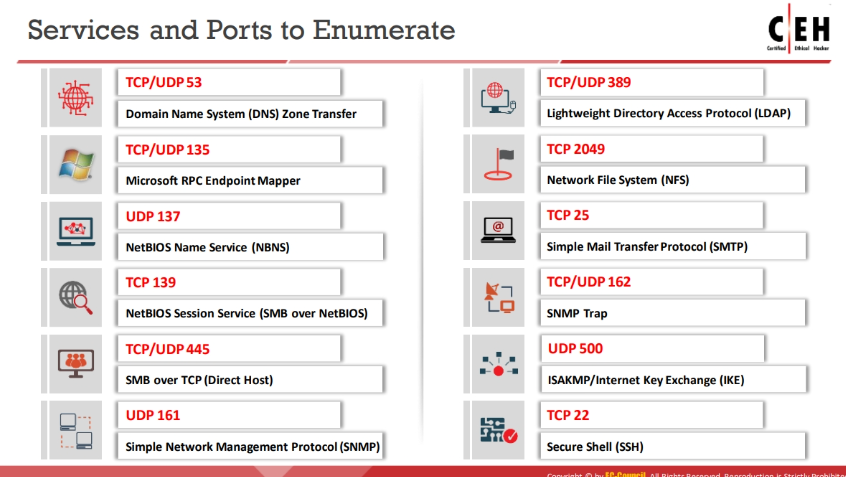 Services and Ports to Enumerate
C|EH
Certified Ethical Hacker
TCP/UDP 53
Domain Name System (DNS) Zone Transfer
TCP/UDP 135
Microsoft RPC Endpoint Mapper
UDP 137
NetBIOS Name Service (NBNS)
TCP 139
NetBIOS Session Service (SMB over NetBIOS)
TCP/UDP 445
SMB over TCP (Direct Host)
UDP 161
Simple Network Management Protocol (SNMP)
TCP/UDP 389
Lightweight Directory Access Protocol (LDAP)
TCP 2049
Network File System (NFS)
TCP 25
@
Simple Mail Transfer Protocol (SMTP)
TCP/UDP 162
SNMP Trap
UDP 500
ISAKMP/Internet Key Exchange (IKE)
TCP 22
Secure Shell (SSH)
Copyright © by EC-Council. All Rights Reserved. Reproduction is Strictly